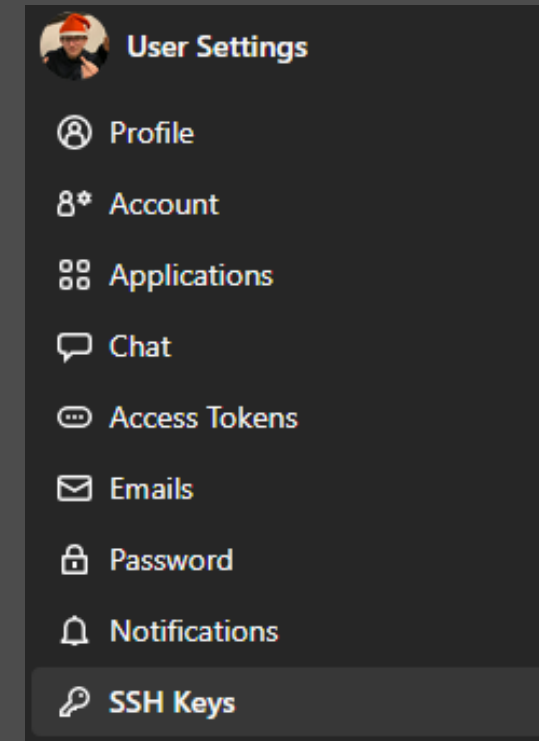 User Settings
Profile
Account
Applications
Chat
Access Tokens
Emails
Password
Notifications
SSH Keys